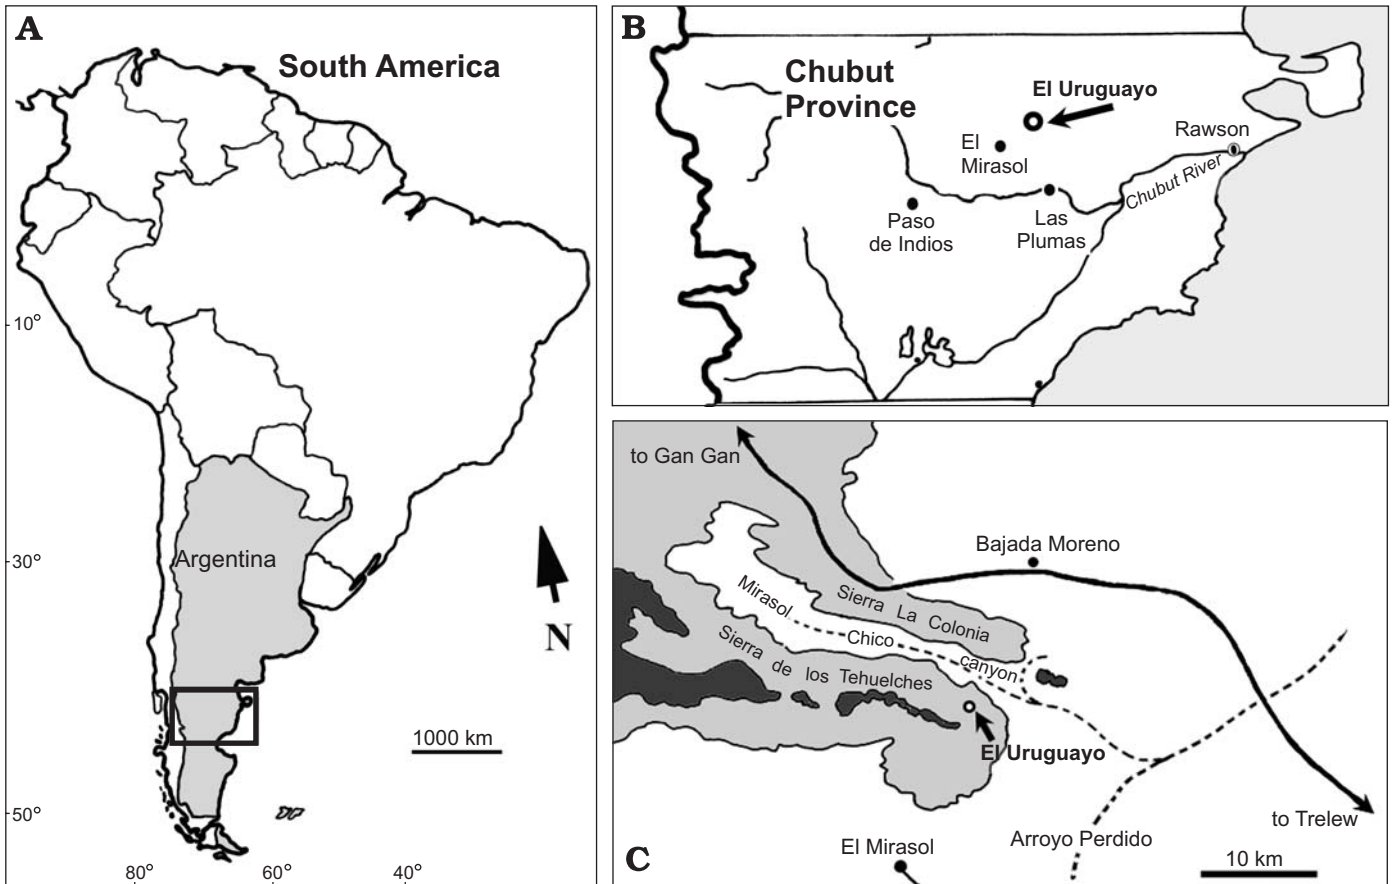 A
South America
10°
30°
50°
Argentina
N
1000 km
80°
60°
40°
B
Chubut
Province
El Uruguayo
El
Mirasol
Rawson
Chubut River
Paso
de Indios
Las
Plumas
to Gan Gan
Bajada Moreno
Mirasol
Chico
canyon
Sierra La Colonia
Sierra de los Tehuelches
El Uruguayo
to Trelew
Arroyo Perdido
El Mirasol
C
10 km